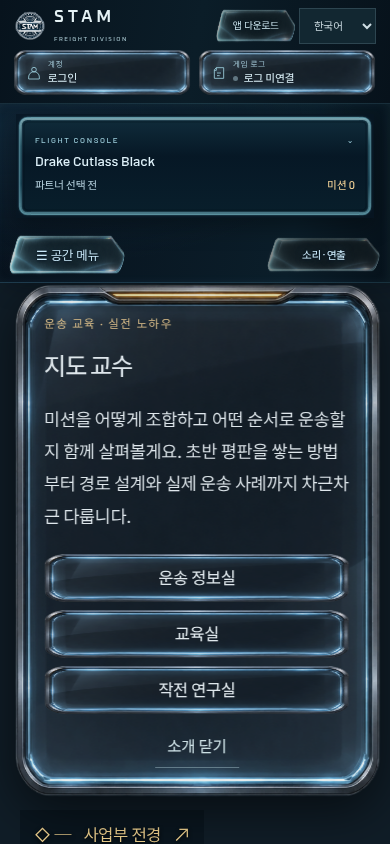 STAM
FREIGHT DIVISION
앱 다운로드
한국어
계정
로그인
게임 로그
로그 미연결
FLIGHT CONSOLE
Drake Cutlass Black
파트너 선택 전
미션 0
☰ 공간 메뉴
소리·연출
운송 교육 · 실전 노하우
지도 교수
미션을 어떻게 조합하고 어떤 순서로 운송할
지 함께 살펴볼게요. 초반 평판을 쌓는 방법
부터 경로 설계와 실제 운송 사례까지 차근차
근 다룹니다.
운송 정보실
교육실
작전 연구실
소개 닫기
사업부 전경 ↗